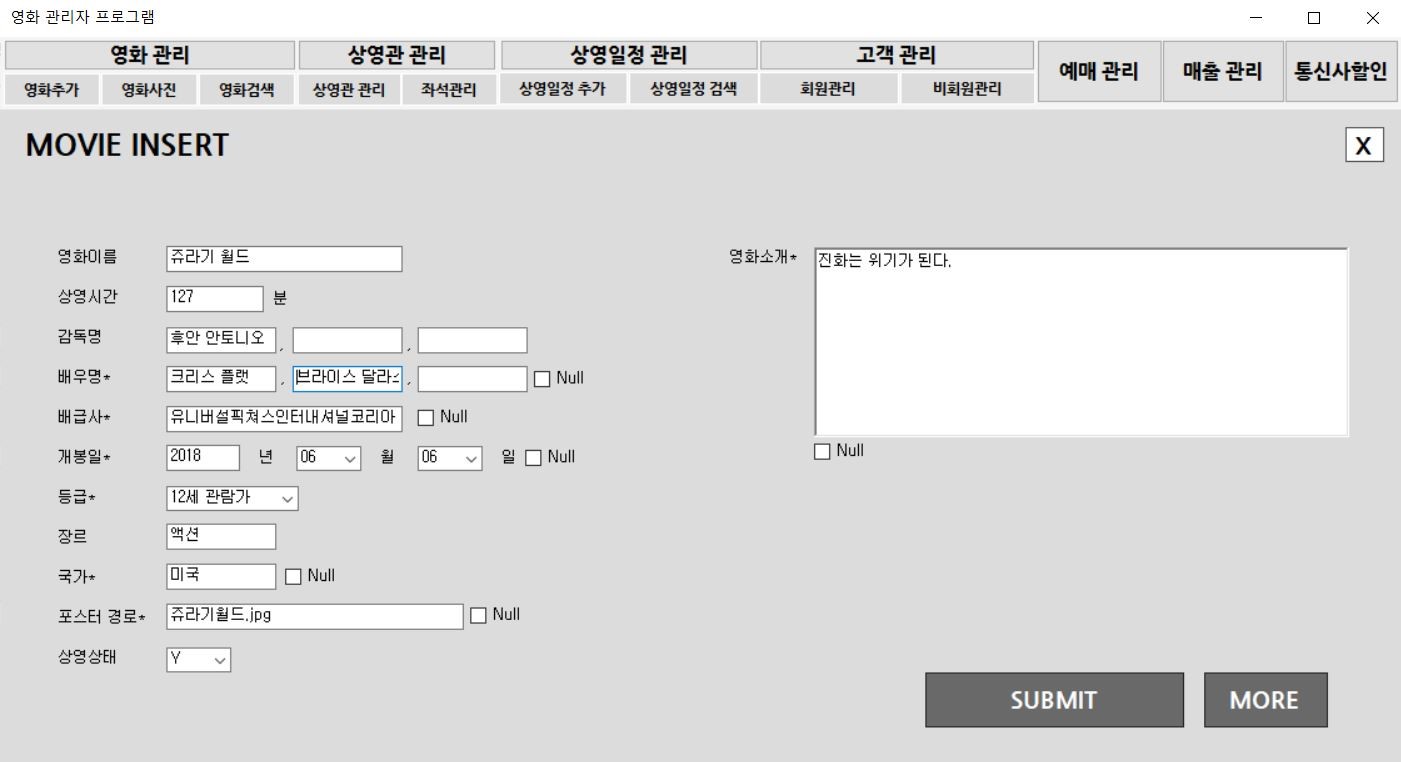 영화 관리자 프로그램
영화 관리 상영관 관리 상영일정 관리 고객 관리 예매 관리 매출 관리 통신사할인
영화추가 영화사진 영화검색 상영관 관리 좌석관리 상영일정 추가 상영일정 검색 회원관리 비회원관리
MOVIE INSERT
X
영화이름 쥬라기 월드
상영시간 127 분
감독명 후안 안토니오 , ,
배우명* 크리스 플랫 , 브라이스 달라 , Null
배급사* 유니버설픽쳐스인터내셔널코리아 Null
개봉일* 2018 년 06 월 06 일 Null
등급* 12세 관람가
장르 액션
국가* 미국 Null
포스터 경로* 쥬라기월드.jpg Null
상영상태 Y
영화소개* 진화는 위기가 된다.
Null
SUBMIT MORE